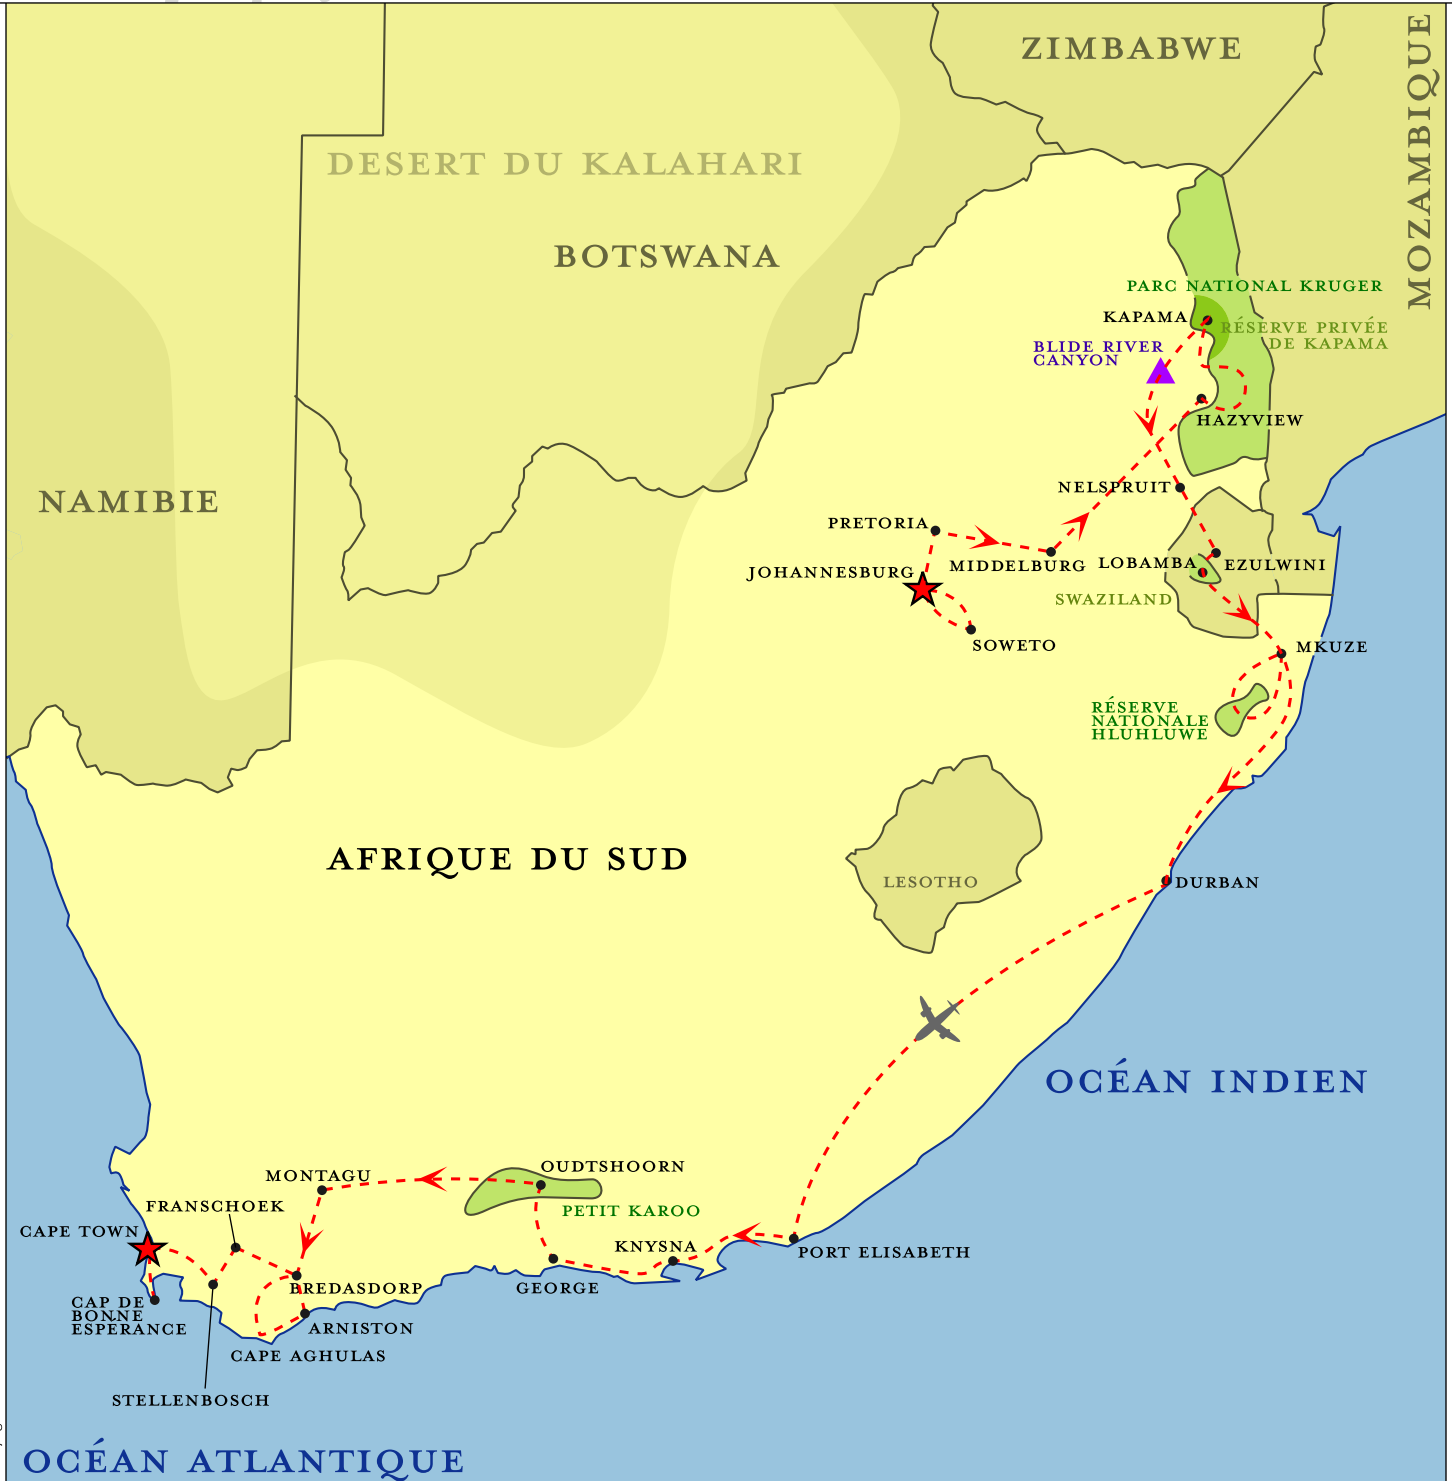 ZIMBABWE
MOZAMBIQUE
DESERT DU KALAHARI
BOTSWANA
PARC NATIONAL KRUGER
KAPAMA
RÉSERVE PRIVÉE
DE KAPAMA
BLIDE RIVER
CANYON
HAZYVIEW
NAMIBIE
NELSPRUIT
PRETORIA
JOHANNESBURG
MIDDELBURG
LOBAMBA
EZULWINI
SWAZILAND
SOWETO
MKUZE
RÉSERVE
NATIONALE
HLUHLUWE
AFRIQUE DU SUD
LESOTHO
DURBAN
OCÉAN INDIEN
OUDTSHOORN
MONTAGU
FRANSCHOEK
PETIT KAROO
CAPE TOWN
KNYSNA
PORT ELISABETH
BREDASDORP
GEORGE
CAP DE
BONNE
ESPERANCE
ARNISTON
CAPE AGHULAS
STELLENBOSCH
OCÉAN ATLANTIQUE